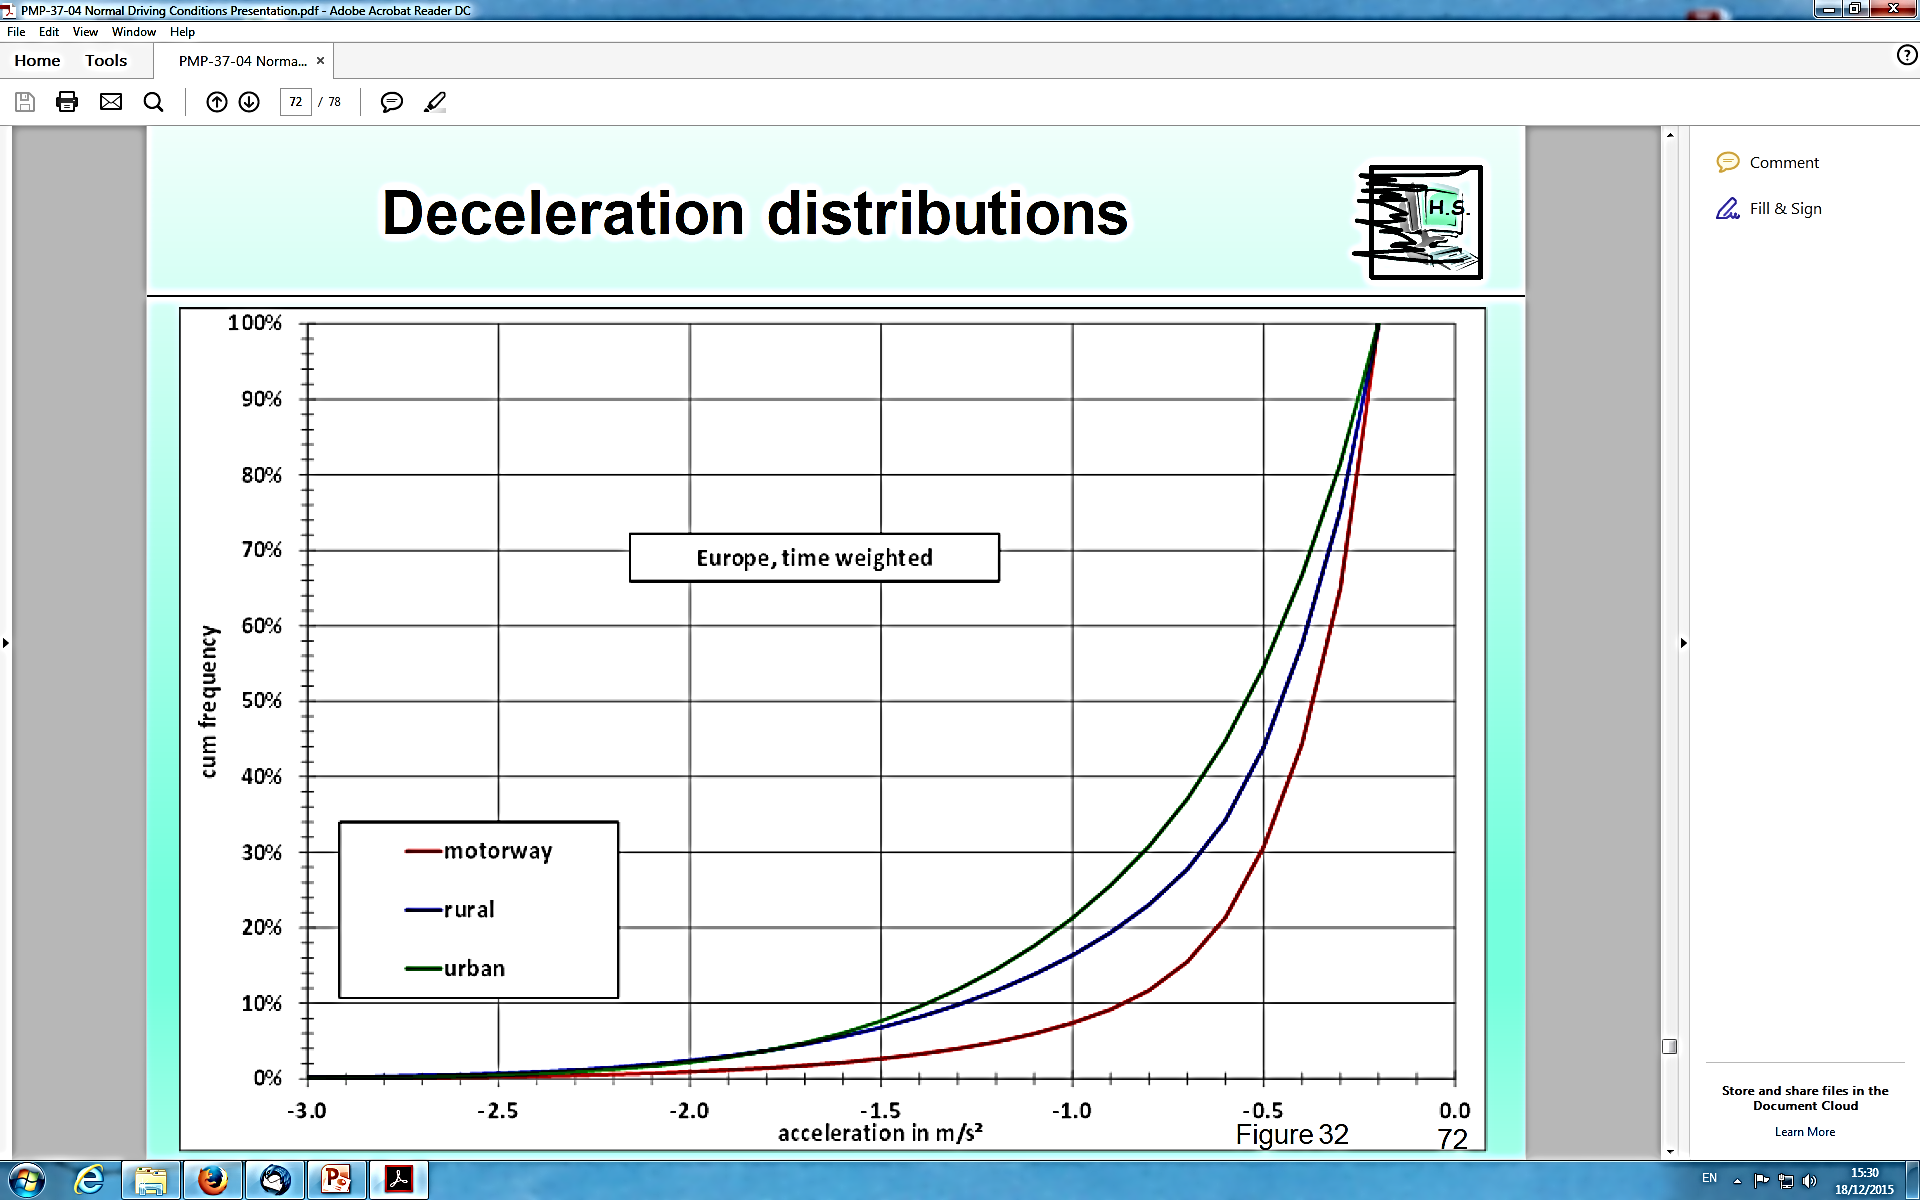 PMP-37-04 Normal Driving Conditions Presentation.pdf - Adobe Acrobat Reader DC
File Edit View Window Help
Home Tools PMP-37-04 Norma... ×
72 / 78
Comment
Fill & Sign
Deceleration distributions
H.S.
100%
90%
80%
70%
60%
50%
40%
30%
20%
10%
0%
cum frequency
Europe, time weighted
motorway
rural
urban
-3.0 -2.5 -2.0 -1.5 -1.0 -0.5 0.0
acceleration in m/s²
Figure 32 72
Store and share files in the
Document Cloud
Learn More
EN
15:30
18/12/2015